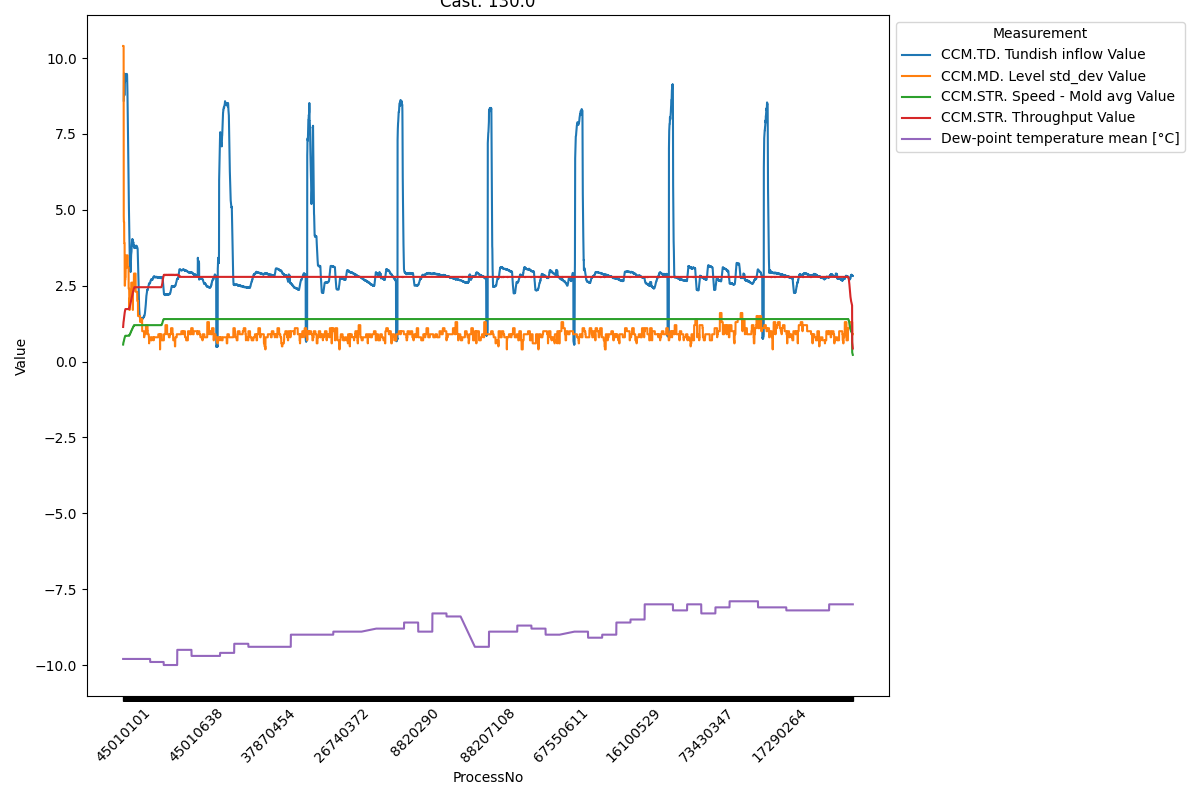 Cast: 130.0
Measurement
CCM.TD. Tundish inflow Value
CCM.MD. Level std_dev Value
CCM.STR. Speed - Mold avg Value
CCM.STR. Throughput Value
Dew-point temperature mean [°C]
Value
10.0
7.5
5.0
2.5
0.0
−2.5
−5.0
−7.5
−10.0
45010101
45010638
37870454
26740372
8820290
88207108
67550611
16100529
73430347
17290264
ProcessNo